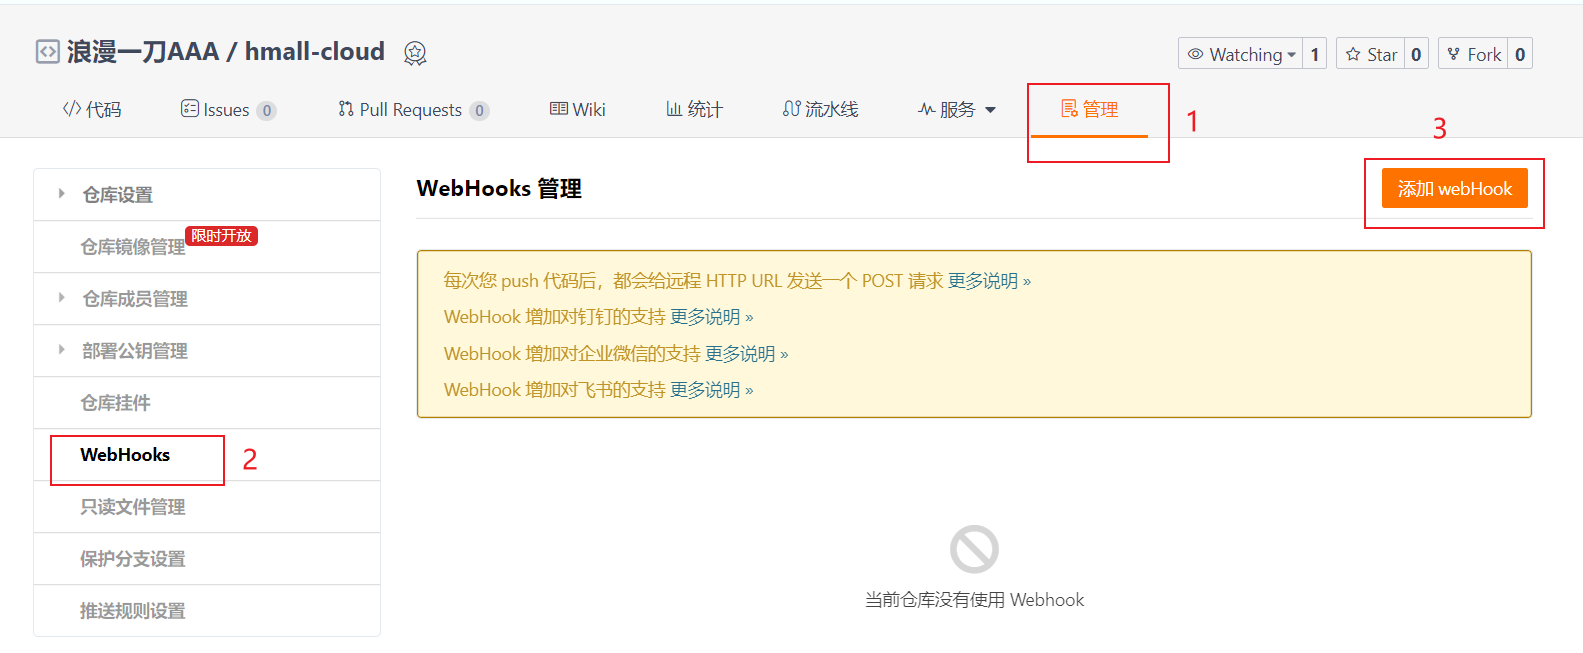 浪漫一刀AAA / hmall-cloud
Watching 1 Star 0 Fork 0
代码 Issues 0 Pull Requests 0 Wiki 统计 流水线 服务 管理
1
3
仓库设置
仓库镜像管理 限时开放
仓库成员管理
部署公钥管理
仓库挂件
WebHooks
2
只读文件管理
保护分支设置
推送规则设置
WebHooks 管理
添加 webHook
每次您 push 代码后，都会给远程 HTTP URL 发送一个 POST 请求 更多说明 »
WebHook 增加对钉钉的支持 更多说明 »
WebHook 增加对企业微信的支持 更多说明 »
WebHook 增加对飞书的支持 更多说明 »
当前仓库没有使用 Webhook